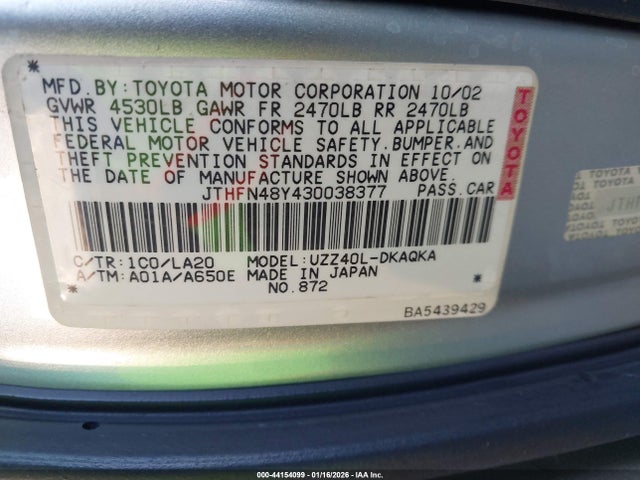 MFD. BY: TOYOTA MOTOR CORPORATION 10/02
GVWR 4530LB GAWR FR 2470LB RR 2470LB
THIS VEHICLE CONFORMS TO ALL APPLICABLE
FEDERAL MOTOR VEHICLE SAFETY, BUMPER, AND
THEFT PREVENTION STANDARDS IN EFFECT ON
THE DATE OF MANUFACTURE SHOWN ABOVE.
JTHFN48Y430038377 PASS. CAR
C/TR: 1C0/LA20 MODEL: UZZ40L-DKAQKA
A/TM: A01A/A650E MADE IN JAPAN
NO. 872
BA5439429
TOYOTA
TOYOTA
000-44154099 | 01/16/2026 - IAA Inc.